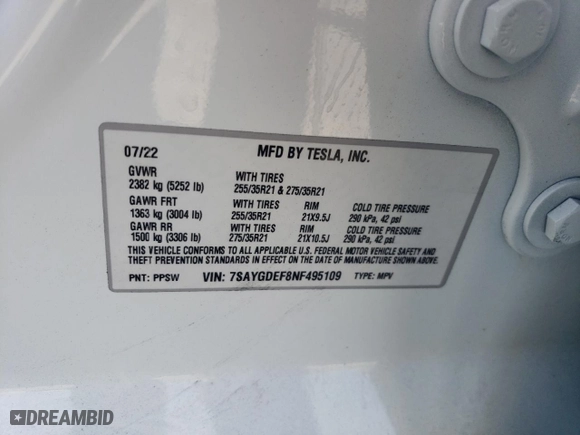 07/22 MFD BY TESLA, INC.
GVWR WITH TIRES
2382 kg (5252 lb) 255/35R21 & 275/35R21
GAWR FRT WITH TIRES RIM COLD TIRE PRESSURE
1363 kg (3004 lb) 255/35R21 21X9.5J 290 kPa, 42 psi
GAWR RR WITH TIRES RIM COLD TIRE PRESSURE
1500 kg (3306 lb) 275/35R21 21X10.5J 290 kPa, 42 psi
THIS VEHICLE CONFORMS TO ALL APPLICABLE U.S. FEDERAL MOTOR VEHICLE SAFETY AND
THEFT PREVENTION STANDARDS IN EFFECT ON THE DATE OF MANUFACTURE SHOWN ABOVE.
PNT: PPSW VIN: 7SAYGDEF8NF495109 TYPE: MPV
DREAMBID